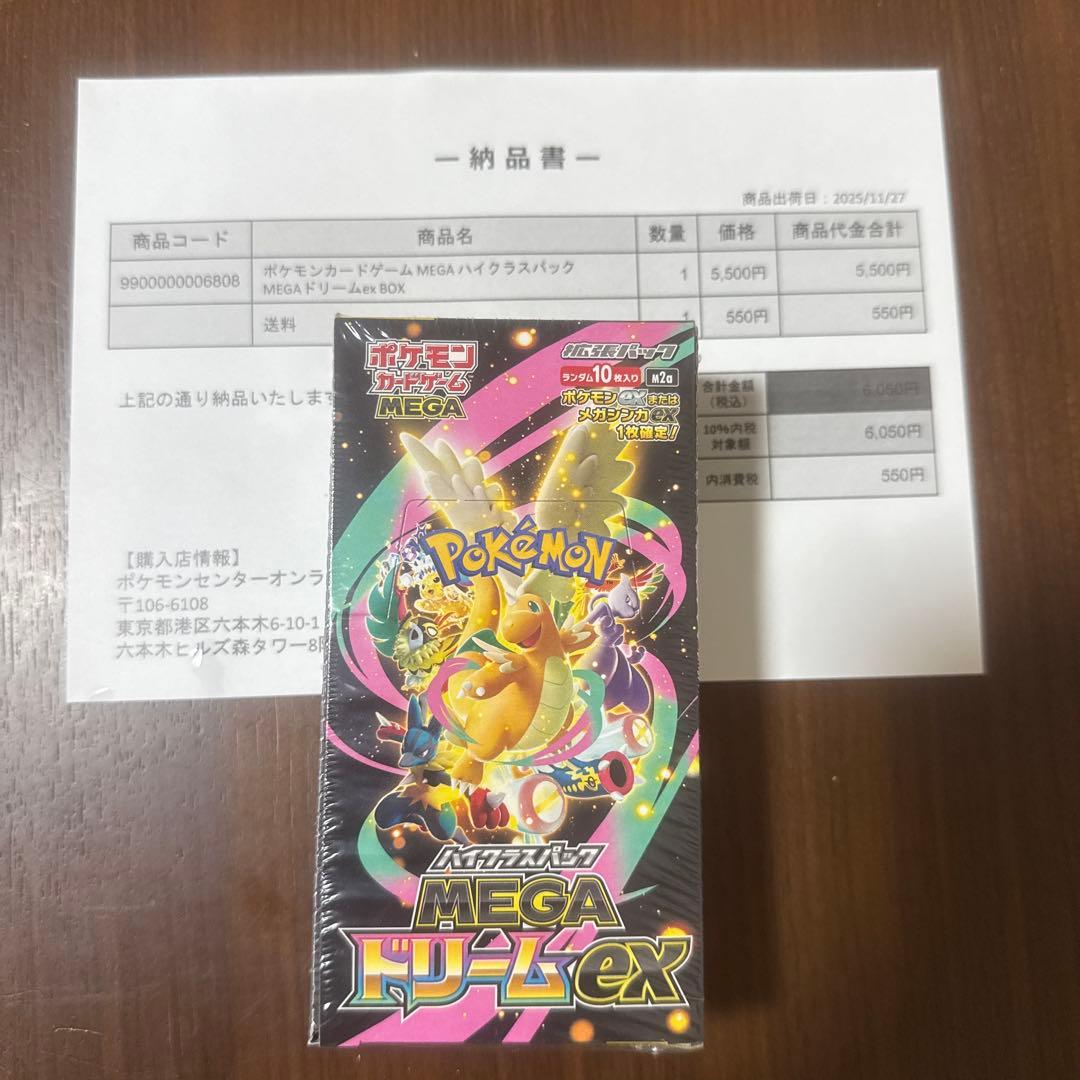 ー 納 品 書 ー
商品出荷日：2025/11/27
商品コード 商品名 数量 価格 商品代金合計
9900000006808 ポケモンカードゲーム MEGA ハイクラスパック 1 5,500円 5,500円
MEGAドリームex BOX
送料 1 550円 550円
上記の通り納品いたします
合計金額 6,050円
（税込）
10%内税 6,050円
対象額
内消費税 550円
【購入店情報】
ポケモンセンターオンラ
〒106-6108
東京都港区六本木6-10-1
六本木ヒルズ森タワー8
ポケモン
カードゲーム
MEGA
拡張パック
ランダム10枚入り M2a
ポケモンexまたは
メガシンカex
1枚確定!
POKéMON
TM
ハイクラスパック
MEGA
ドリームex